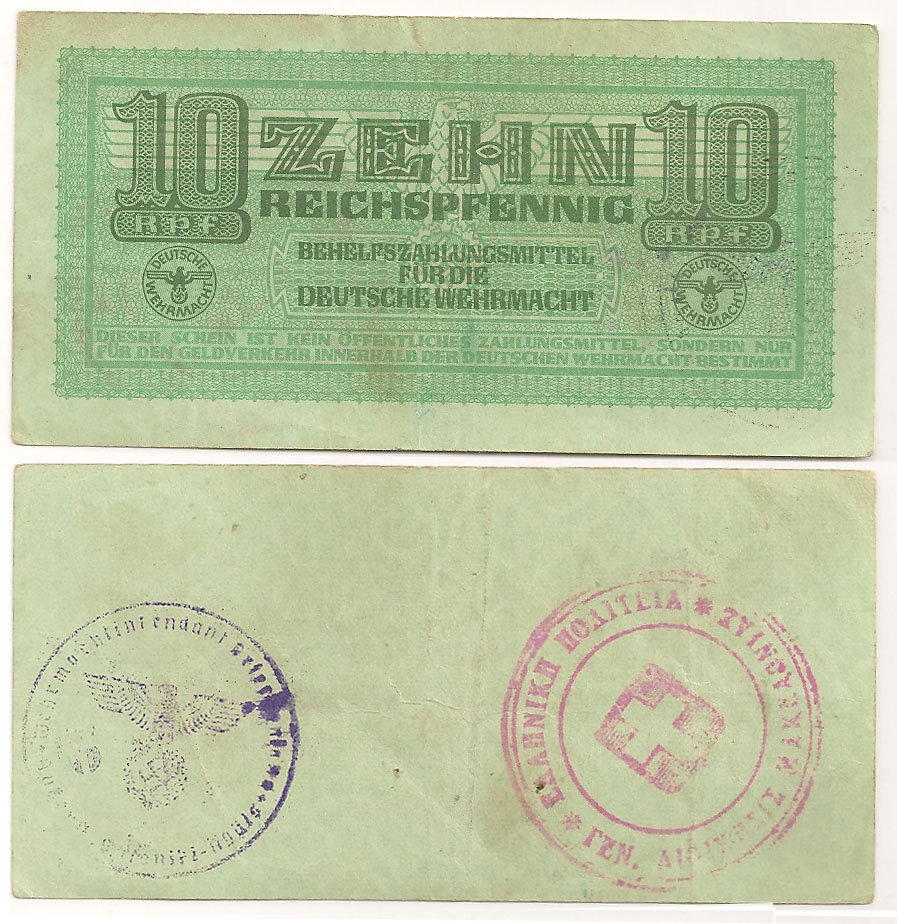 10 ZEHN 10
Rpf REICHSPFENNIG Rpf
BEHELFSZAHLUNGSMITTEL
FÜR DIE
DEUTSCHE WEHRMACHT
DEUTSCHE WEHRMACHT
DEUTSCHE WEHRMACHT
DIESER SCHEIN IST KEIN ÖFFENTLICHES ZAHLUNGSMITTEL, SONDERN NUR
FÜR DEN GELDVERKEHR INNERHALB DER DEUTSCHEN WEHRMACHT BESTIMMT
ΕΛΛΗΝΙΚΗ ΠΟΛΙΤΕΙΑ
ΓΕΝ.